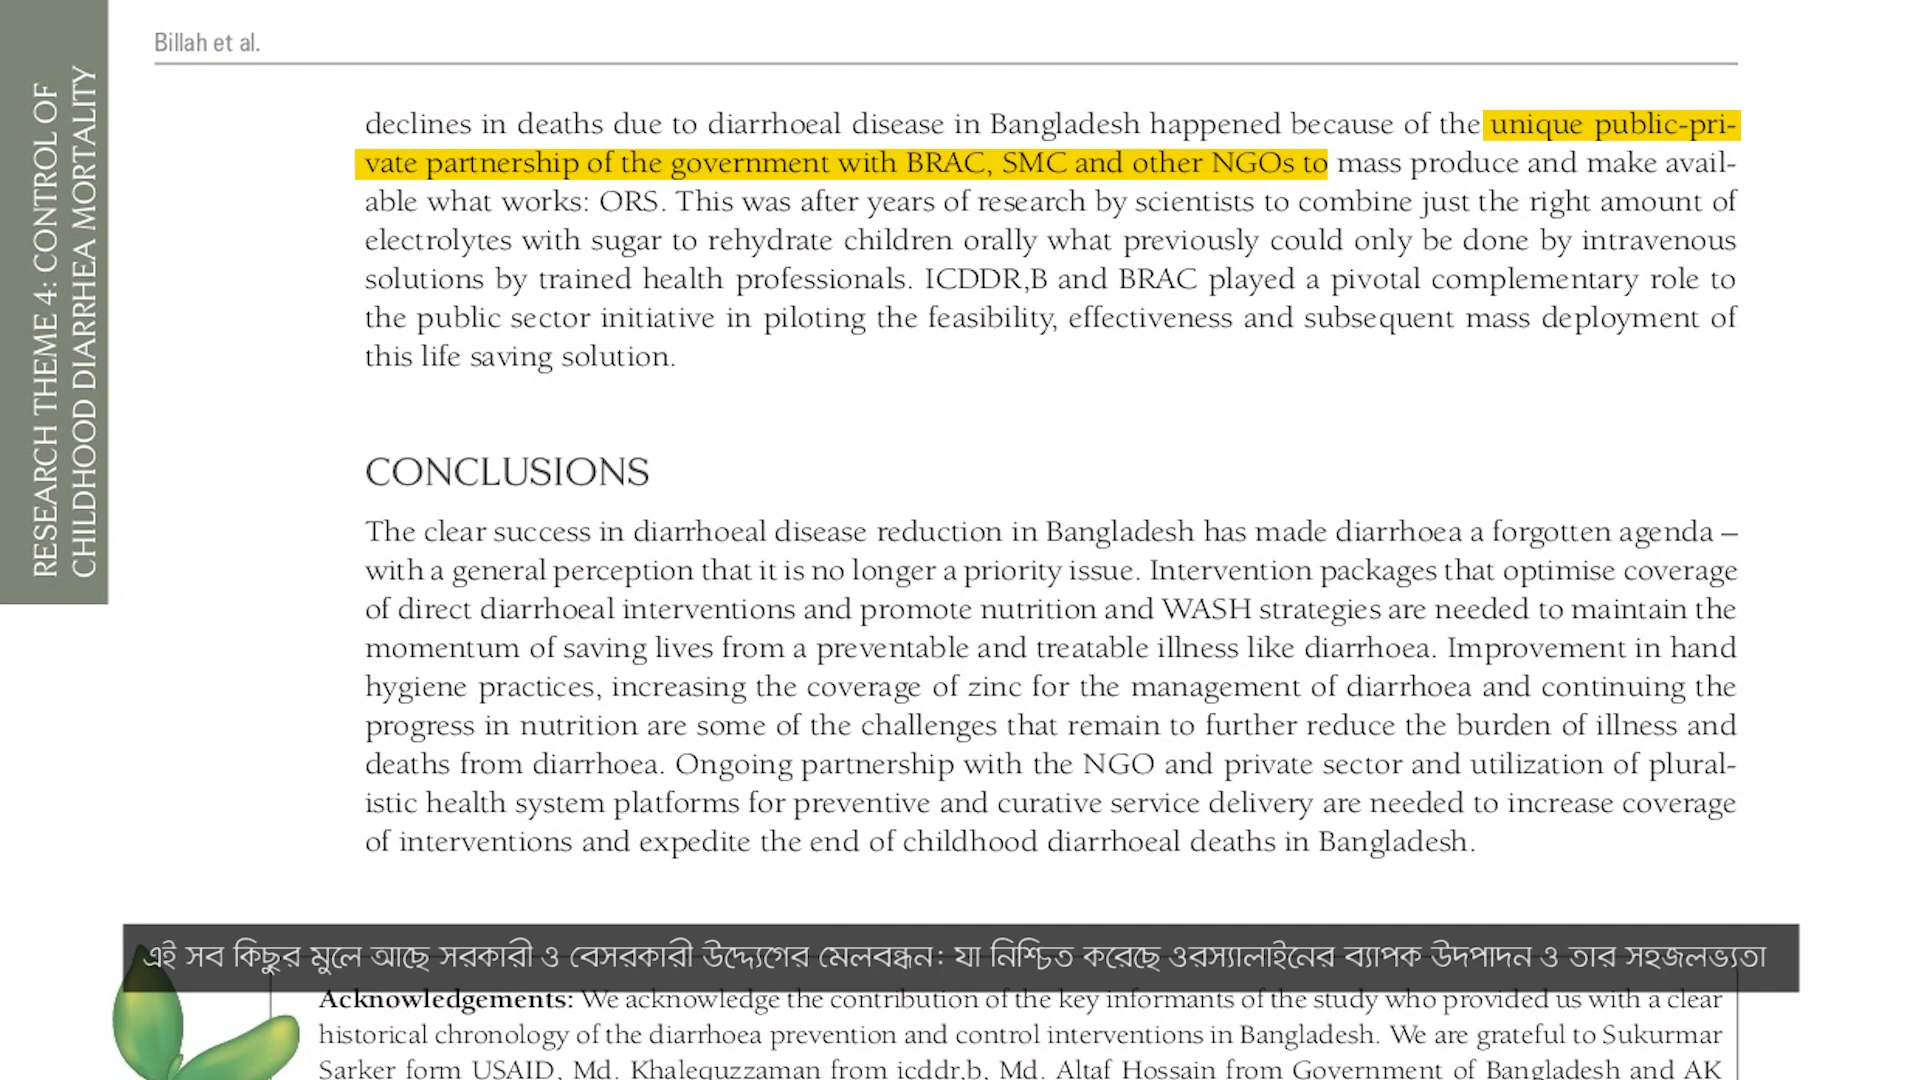 Billah et al.
RESEARCH THEME 4: CONTROL OF
CHILDHOOD DIARRHEA MORTALITY
declines in deaths due to diarrhoeal disease in Bangladesh happened because of the unique public-pri-
vate partnership of the government with BRAC, SMC and other NGOs to mass produce and make avail-
able what works: ORS. This was after years of research by scientists to combine just the right amount of
electrolytes with sugar to rehydrate children orally what previously could only be done by intravenous
solutions by trained health professionals. ICDDR,B and BRAC played a pivotal complementary role to
the public sector initiative in piloting the feasibility, effectiveness and subsequent mass deployment of
this life saving solution.
CONCLUSIONS
The clear success in diarrhoeal disease reduction in Bangladesh has made diarrhoea a forgotten agenda –
with a general perception that it is no longer a priority issue. Intervention packages that optimise coverage
of direct diarrhoeal interventions and promote nutrition and WASH strategies are needed to maintain the
momentum of saving lives from a preventable and treatable illness like diarrhoea. Improvement in hand
hygiene practices, increasing the coverage of zinc for the management of diarrhoea and continuing the
progress in nutrition are some of the challenges that remain to further reduce the burden of illness and
deaths from diarrhoea. Ongoing partnership with the NGO and private sector and utilization of plural-
istic health system platforms for preventive and curative service delivery are needed to increase coverage
of interventions and expedite the end of childhood diarrhoeal deaths in Bangladesh.
এই সব কিছুর মুলে আছে সরকারী ও বেসরকারী উদ্দ্যেগের মেলবন্ধন: যা নিশ্চিত করেছে ওরস্যালাইনের ব্যাপক উদপাদন ও তার সহজলভ্যতা
Acknowledgements: We acknowledge the contribution of the key informants of the study who provided us with a clear
historical chronology of the diarrhoea prevention and control interventions in Bangladesh. We are grateful to Sukurmar
Sarker form USAID, Md. Khalequzzaman from icddr,b, Md. Altaf Hossain from Government of Bangladesh and AK